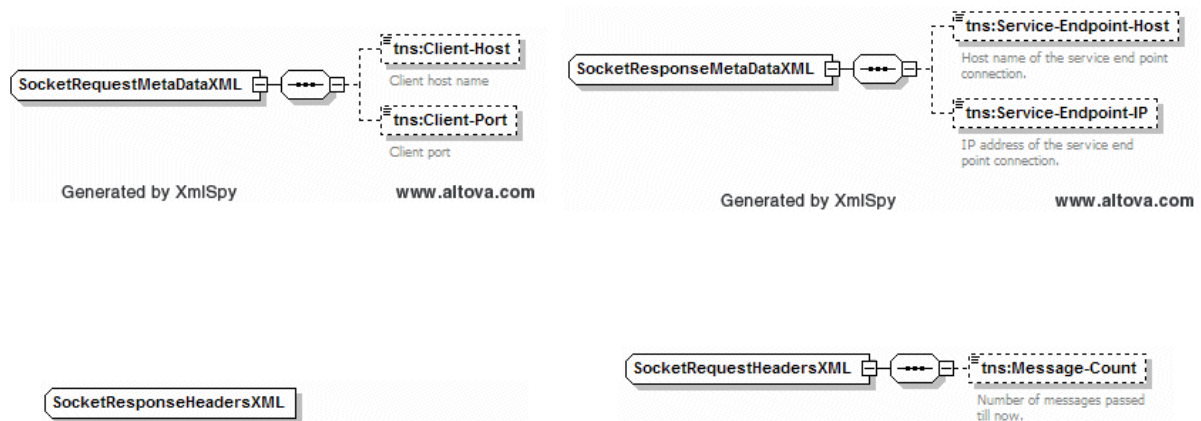 tns:Client-Host
SocketRequestMetaDataXML
Client host name
tns:Client-Port
Client port
Generated by XmlSpy
www.altova.com
tns:Service-Endpoint-Host
SocketResponseMetaDataXML
Host name of the service end point
connection.
tns:Service-Endpoint-IP
IP address of the service end
point connection.
Generated by XmlSpy
www.altova.com
SocketResponseHeadersXML
SocketRequestHeadersXML
tns:Message-Count
Number of messages passed
till now.